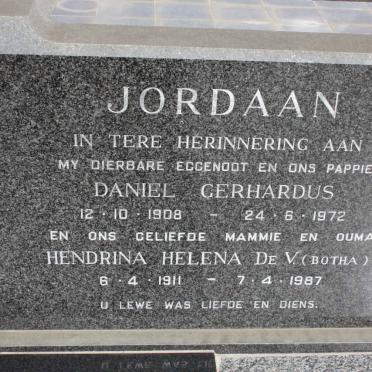 JORDAAN
IN TERE HERINNERING AAN
MY DIERBARE EGGENOOT EN ONS PAPPIE
DANIEL GERHARDUS
12 · 10 · 1908 – 24 · 6 · 1972
EN ONS GELIEFDE MAMMIE EN OUMA
HENDRINA HELENA DE V. (BOTHA)
6 · 4 · 1911 – 7 · 4 · 1987
U LEWE WAS LIEFDE EN DIENS.